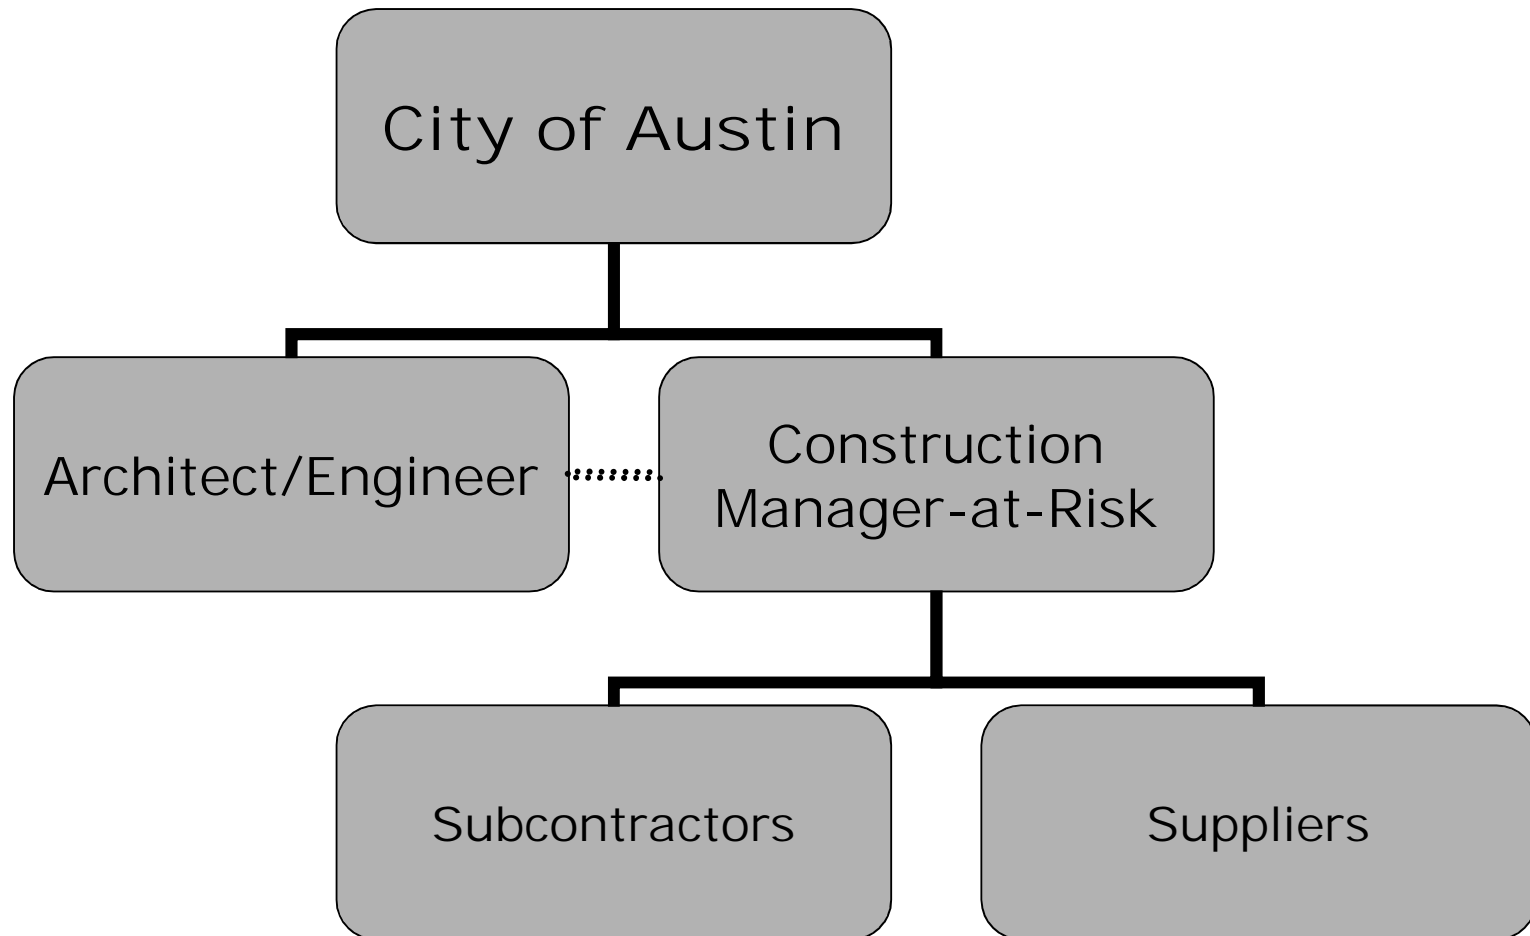 City of Austin
Architect/Engineer
Construction
Manager-at-Risk
Subcontractors
Suppliers